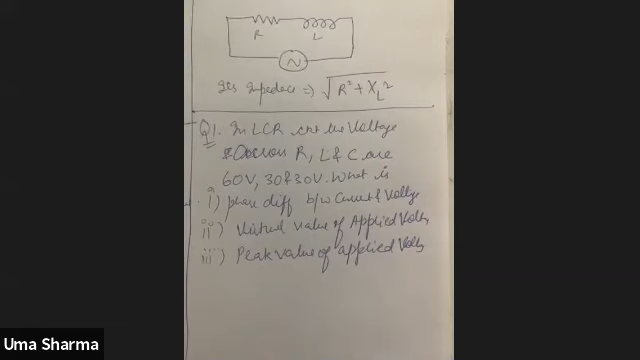 R L
Its Impedance => √R² + X_L²
Q1. In LCR ckt the Voltage
across R, L & C are
60V, 30 & 30V. What is
i) phase diff b/w Current & Voltage
ii) Virtual value of Applied Voltg
iii) Peak value of applied Voltg
Uma Sharma